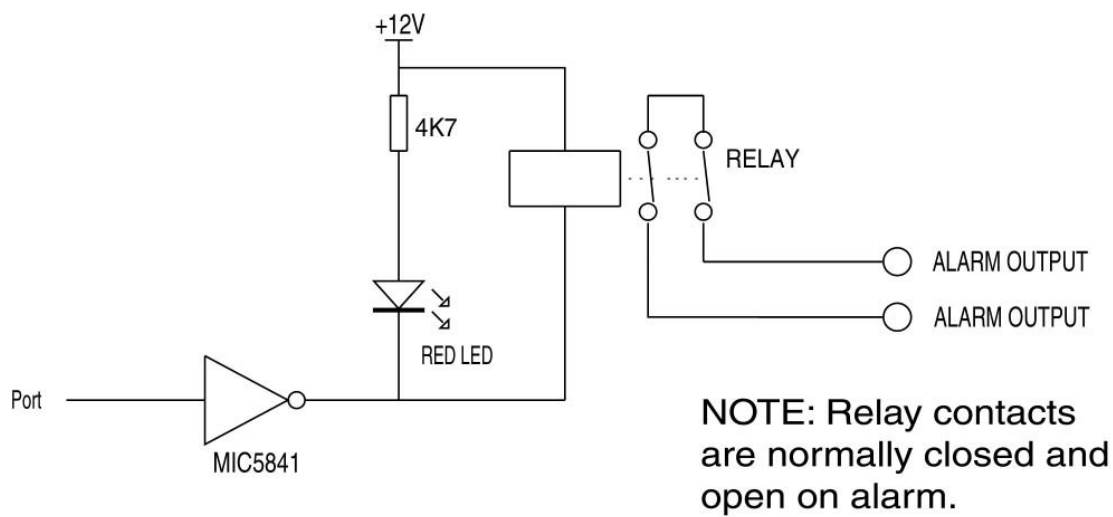 +12V
4K7
RELAY
ALARM OUTPUT
ALARM OUTPUT
RED LED
Port
MIC5841
NOTE: Relay contacts
are normally closed and
open on alarm.